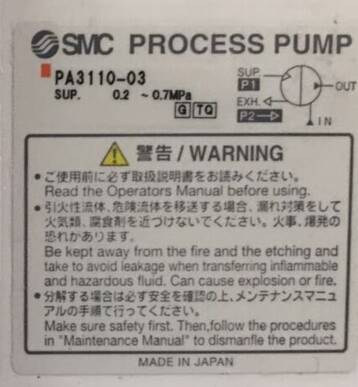 SMC PROCESS PUMP
PA3110-03
SUP. 0.2 ~0.7MPa
G TQ
SUP.
P1
OUT
EXH.
P2
IN
警告 / WARNING
● ご使用前に必ず取扱説明書をお読みください。
Read the Operators Manual before using.
● 引火性流体、危険流体を移送する場合、漏れ対策をして
火気類、腐食剤を近づけないでください。火事、爆発の
恐れかあります。
Be kept away from the fire and the etching and
take to avoid leakage when transferring inflammable
and hazardous fluid. Can cause explosion or fire.
● 分解する場合は必ず安全を確認の上、メンテナンスマニュ
アルの手順で行ってください。
Make sure safety first. Then,follow the procedures
in "Maintenance Manual" to dismanfle the product.
MADE IN JAPAN